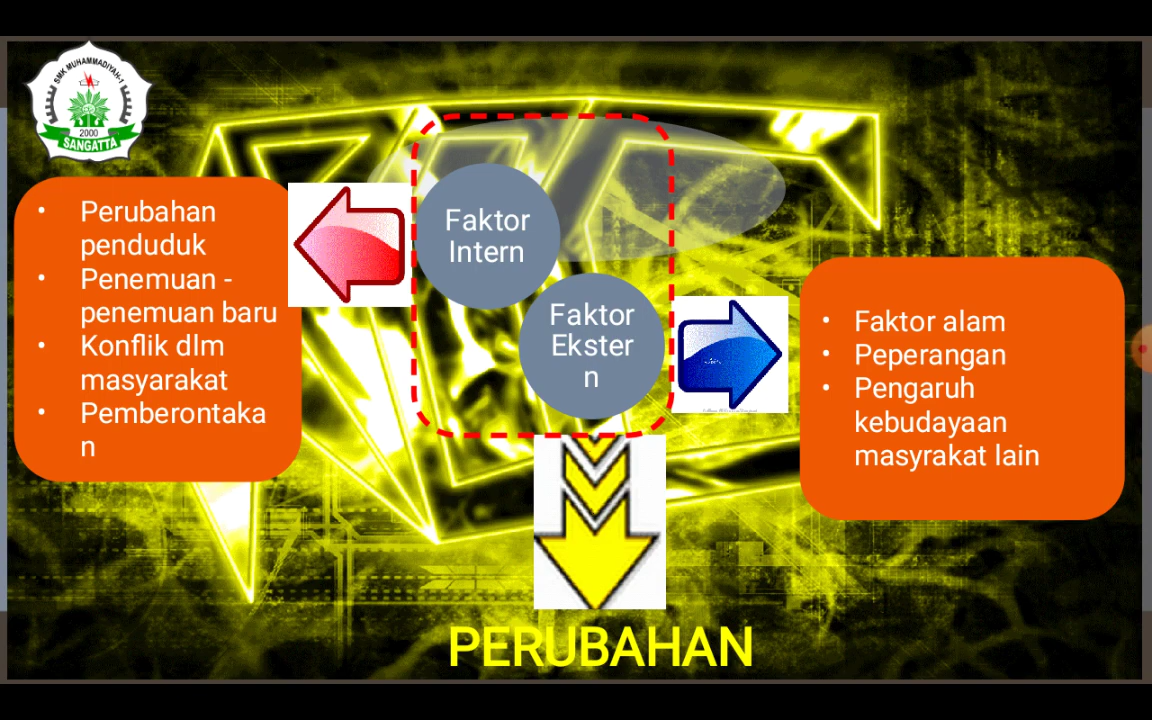 SMK MUHAMMADIYAH-1
2000
SANGATTA
• Perubahan
penduduk
• Penemuan -
penemuan baru
• Konflik dlm
masyarakat
• Pemberontaka
n
Faktor
Intern
Faktor
Ekster
n
• Faktor alam
• Peperangan
• Pengaruh
kebudayaan
masyrakat lain
PERUBAHAN